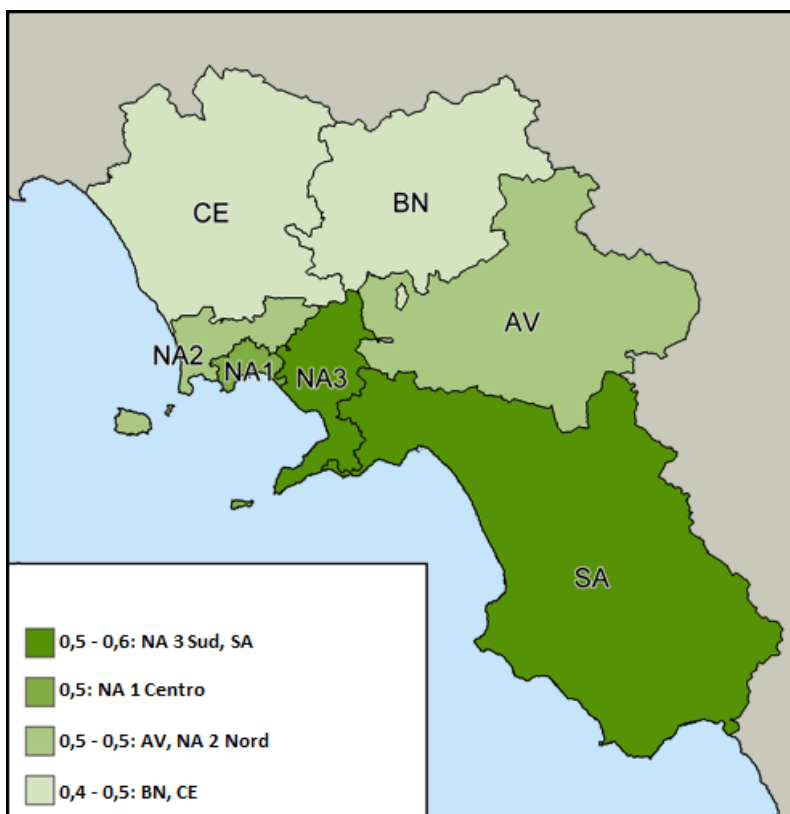 CE
BN
AV
NA2
NA1
NA3
SA
0,5 - 0,6: NA 3 Sud, SA
0,5: NA 1 Centro
0,5 - 0,5: AV, NA 2 Nord
0,4 - 0,5: BN, CE